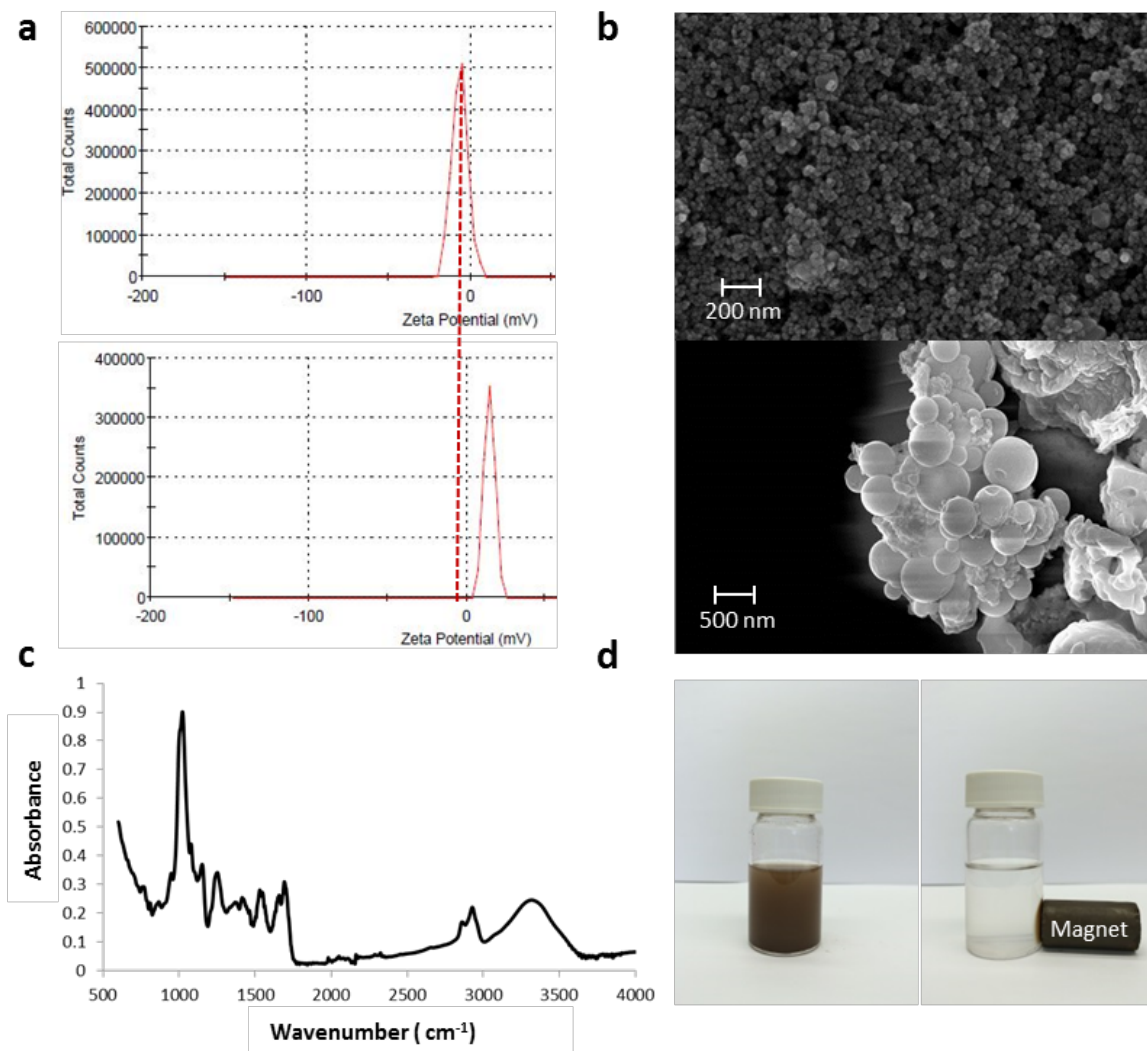 a
600000
500000
400000
300000
200000
100000
0
Total Counts
-200
-100
0
Zeta Potential (mV)
400000
300000
200000
100000
0
Total Counts
-200
-100
0
Zeta Potential (mV)
b
200 nm
500 nm
c
1
0.9
0.8
0.7
0.6
0.5
0.4
0.3
0.2
0.1
0
Absorbance
500 1000 1500 2000 2500 3000 3500 4000
Wavenumber ( cm⁻¹)
d
Magnet